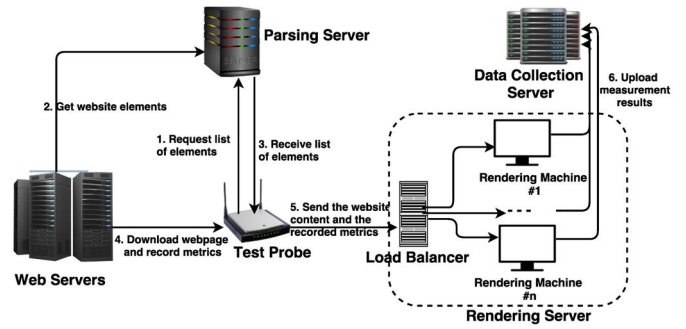 Parsing Server
2. Get website elements
1. Request list
of elements
3. Receive list
of elements
Data Collection
Server
6. Upload
measurement
results
Rendering Machine
#1
5. Send the website
content and the
recorded metrics
4. Download webpage
and record metrics
Test Probe
Load Balancer
Web Servers
Rendering Machine
#n
Rendering Server